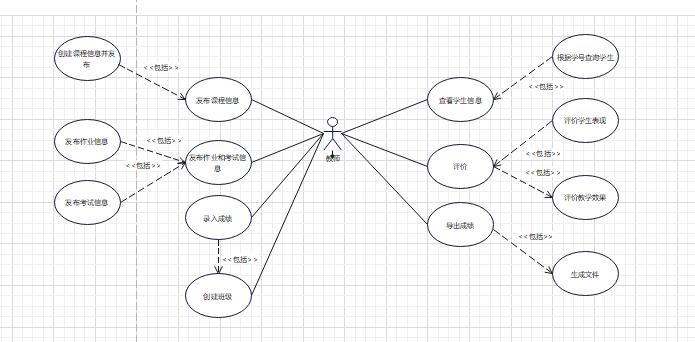 创建课程信息并发
布
<<包括>>
发布课程信息
发布作业信息
<<包括>>
<<包括>>
发布作业和考试信
息
发布考试信息
录入成绩
<<包括>>
创建班级
教师
查看学生信息
根据学号查询学生
<<包括>>
评价学生表现
<<包括>>
评价
<<包括>>
评价教学效果
导出成绩
<<包括>>
生成文件